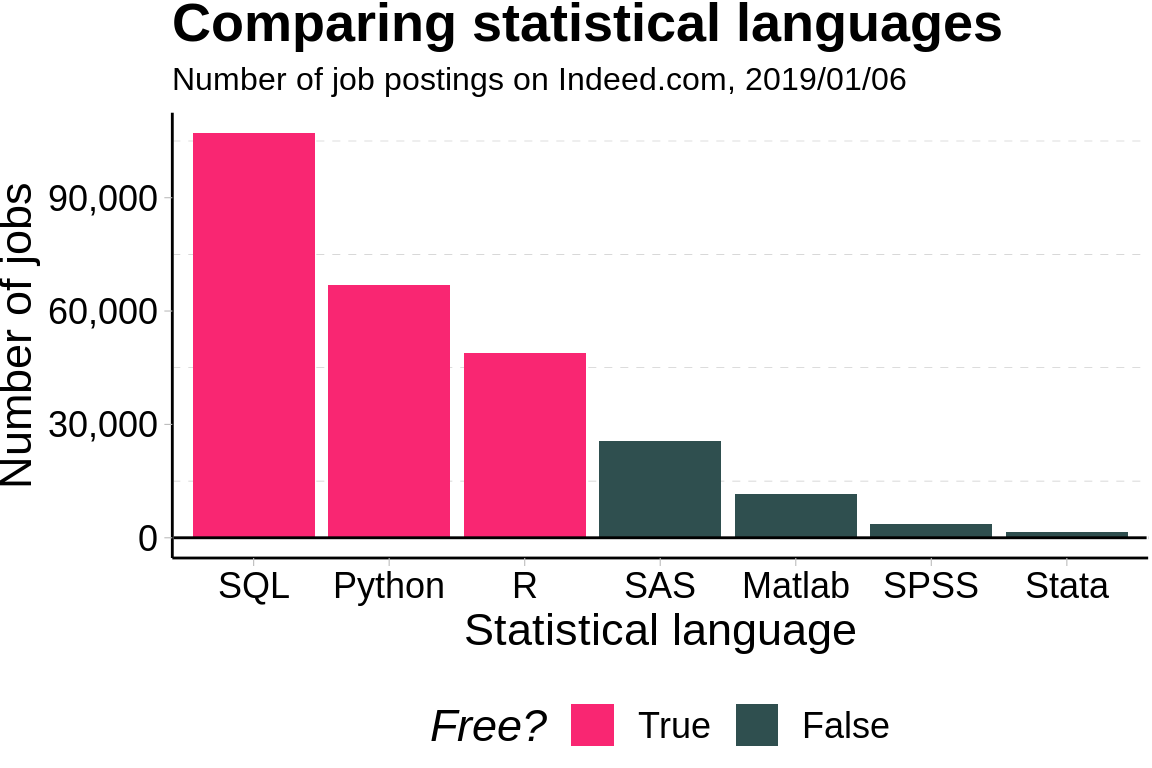 Comparing statistical languages
Number of job postings on Indeed.com, 2019/01/06
Number of jobs
90,000
60,000
30,000
0
SQL Python R SAS Matlab SPSS Stata
Statistical language
Free? True False